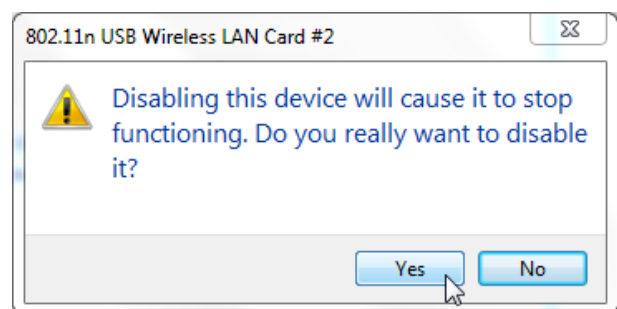 802.11n USB Wireless LAN Card #2
Disabling this device will cause it to stop
functioning. Do you really want to disable
it?
Yes
No